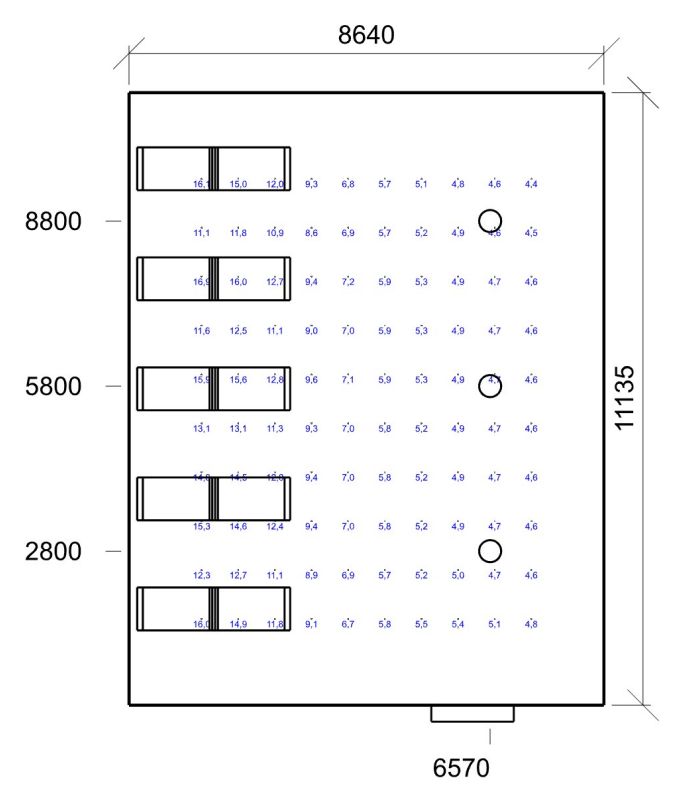 8640
16,1 15,0 12,0 9,3 6,8 5,7 5,1 4,8 4,6 4,4
8800
11,1 11,8 10,9 8,6 6,9 5,7 5,2 4,9 4,6 4,5
16,9 16,0 12,7 9,4 7,2 5,9 5,3 4,9 4,7 4,6
11,6 12,5 11,1 9,0 7,0 5,9 5,3 4,9 4,7 4,6
15,9 15,6 12,8 9,6 7,1 5,9 5,3 4,9 4,7 4,6
5800
11135
13,1 13,1 11,3 9,3 7,0 5,8 5,2 4,9 4,7 4,6
14,5 9,4 7,0 5,8 5,2 4,9 4,7 4,6
15,3 14,6 12,4 9,4 7,0 5,8 5,2 4,9 4,7 4,6
2800
12,3 12,7 11,1 8,9 6,9 5,7 5,2 5,0 4,7 4,6
16,0 14,9 11,8 9,1 6,7 5,8 5,5 5,4 5,1 4,8
6570